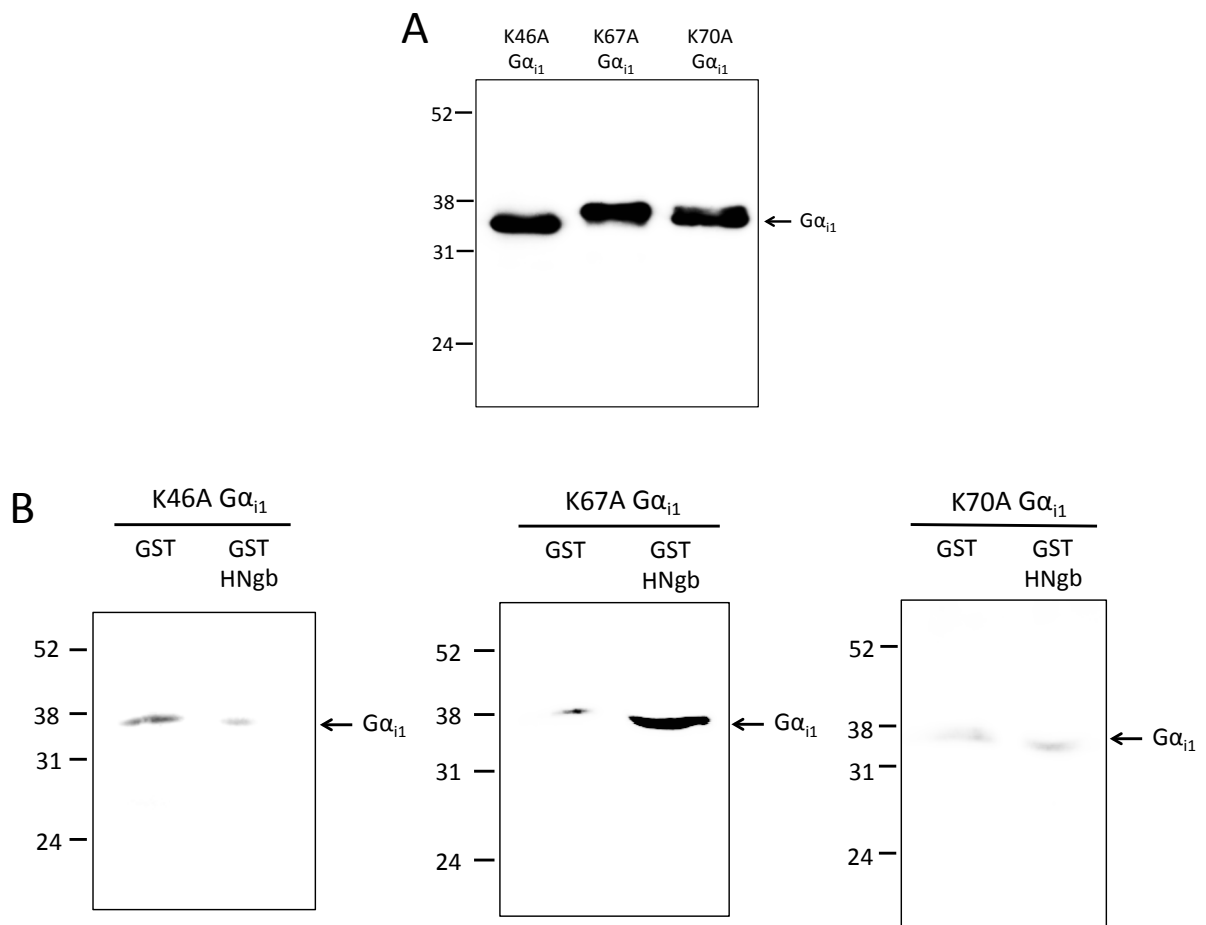 A
K46A K67A K70A
Gαi1 Gαi1 Gαi1
52
38
Gαi1
31
24
B
K46A Gαi1
GST GST
HNgb
52
38
Gαi1
31
24
K67A Gαi1
GST GST
HNgb
52
38
Gαi1
31
24
K70A Gαi1
GST GST
HNgb
52
38
Gαi1
31
24